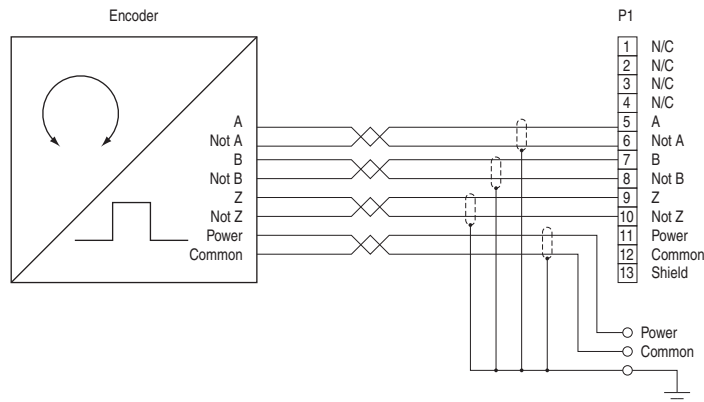 Encoder
P1
1 N/C
2 N/C
3 N/C
4 N/C
A 5 A
Not A 6 Not A
B 7 B
Not B 8 Not B
Z 9 Z
Not Z 10 Not Z
Power 11 Power
Common 12 Common
13 Shield
Power
Common